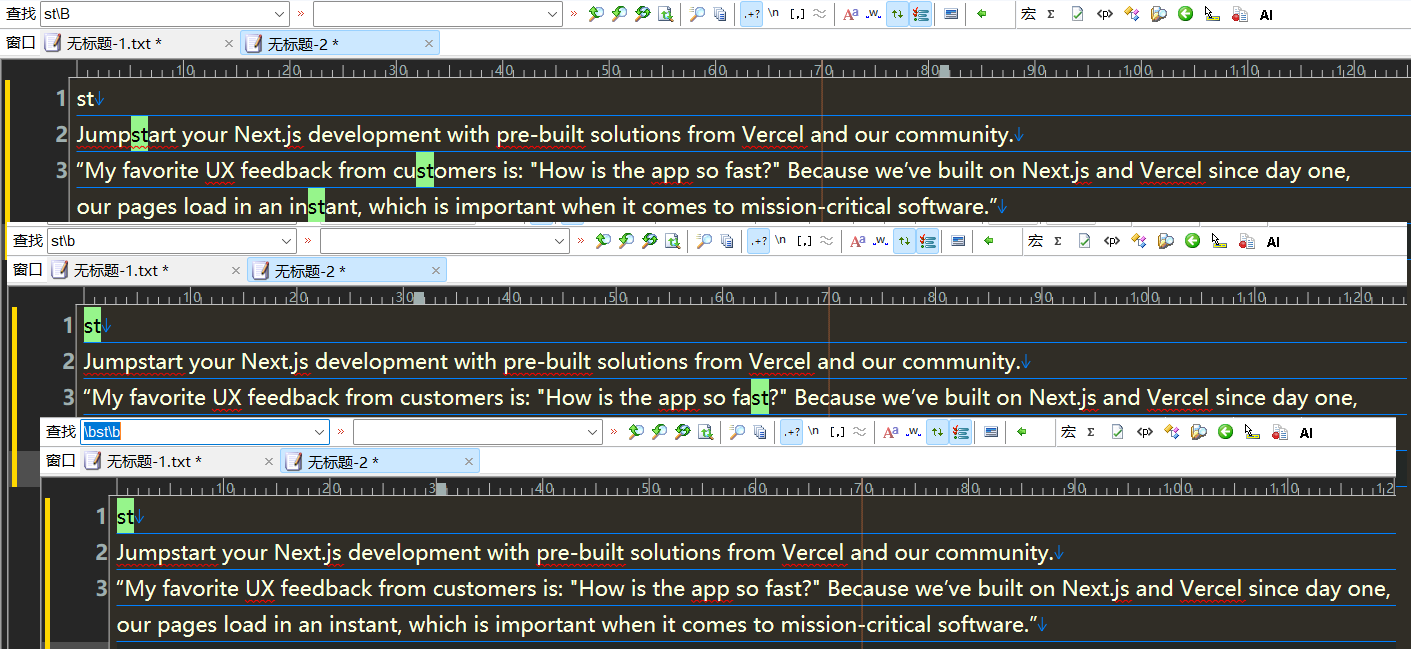 查找 st\B » » .+? \n [,] ≈ Aa .w. 宏 Σ <p> AI
窗口 无标题-1.txt * × 无标题-2 * ×
10 20 30 40 50 60 70 80 90 100 110 120
1 st↓
2 Jumpstart your Next.js development with pre-built solutions from Vercel and our community.↓
3 “My favorite UX feedback from customers is: "How is the app so fast?" Because we’ve built on Next.js and Vercel since day one,
our pages load in an instant, which is important when it comes to mission-critical software.”↓
查找 st\b » » .+? \n [,] ≈ Aa .w. 宏 Σ <p> AI
窗口 无标题-1.txt * × 无标题-2 * ×
10 20 30 40 50 60 70 80 90 100 110 120
1 st↓
2 Jumpstart your Next.js development with pre-built solutions from Vercel and our community.↓
3 “My favorite UX feedback from customers is: "How is the app so fast?" Because we’ve built on Next.js and Vercel since day one,
查找 \bst\b » » .+? \n [,] ≈ Aa .w. 宏 Σ <p> AI
窗口 无标题-1.txt * × 无标题-2 * ×
10 20 30 40 50 60 70 80 90 100 110 12
1 st↓
2 Jumpstart your Next.js development with pre-built solutions from Vercel and our community.↓
3 “My favorite UX feedback from customers is: "How is the app so fast?" Because we’ve built on Next.js and Vercel since day one,
our pages load in an instant, which is important when it comes to mission-critical software.”↓